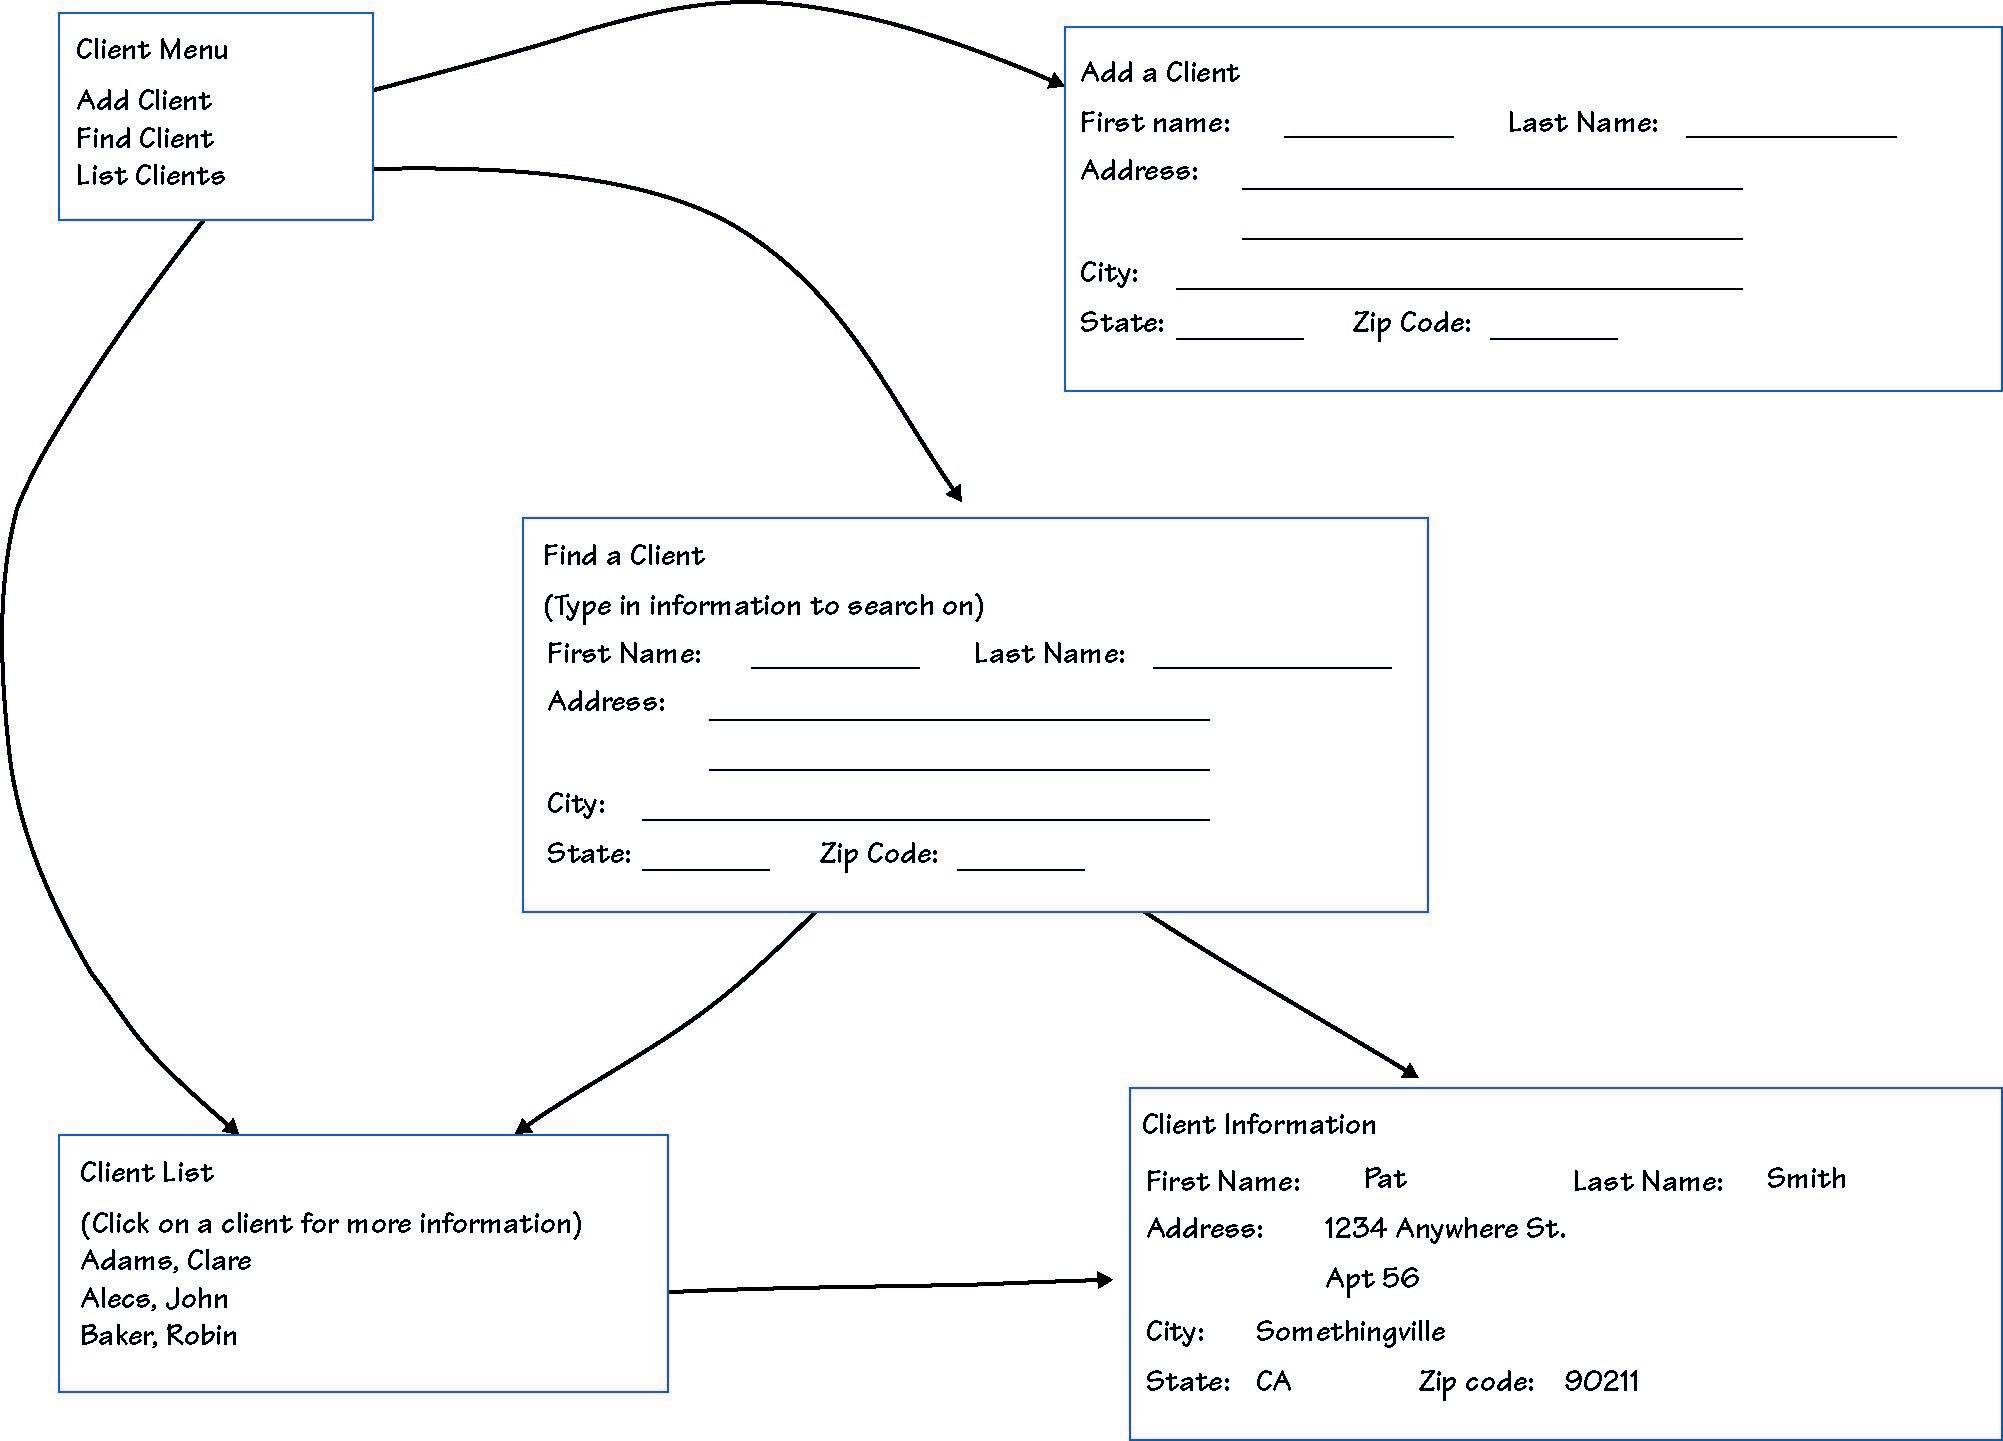 Client Menu
Add Client
Find Client
List Clients
Add a Client
First name: Last Name:
Address:
City:
State: Zip Code:
Find a Client
(Type in information to search on)
First Name: Last Name:
Address:
City:
State: Zip Code:
Client List
(Click on a client for more information)
Adams, Clare
Alecs, John
Baker, Robin
Client Information
First Name: Pat Last Name: Smith
Address: 1234 Anywhere St.
Apt 56
City: Somethingville
State: CA Zip code: 90211